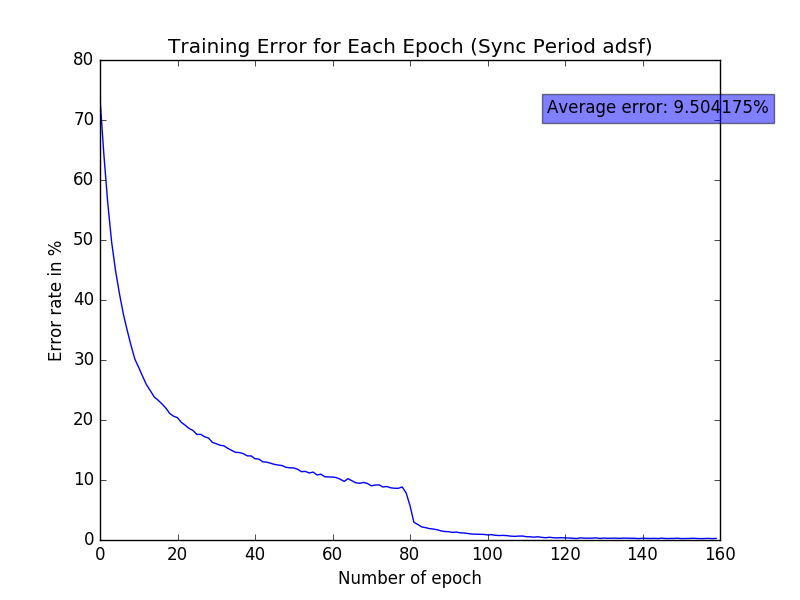 Training Error for Each Epoch (Sync Period adsf)
80
70
60
50
40
30
20
10
0
Error rate in %
Average error: 9.504175%
0 20 40 60 80 100 120 140 160
Number of epoch